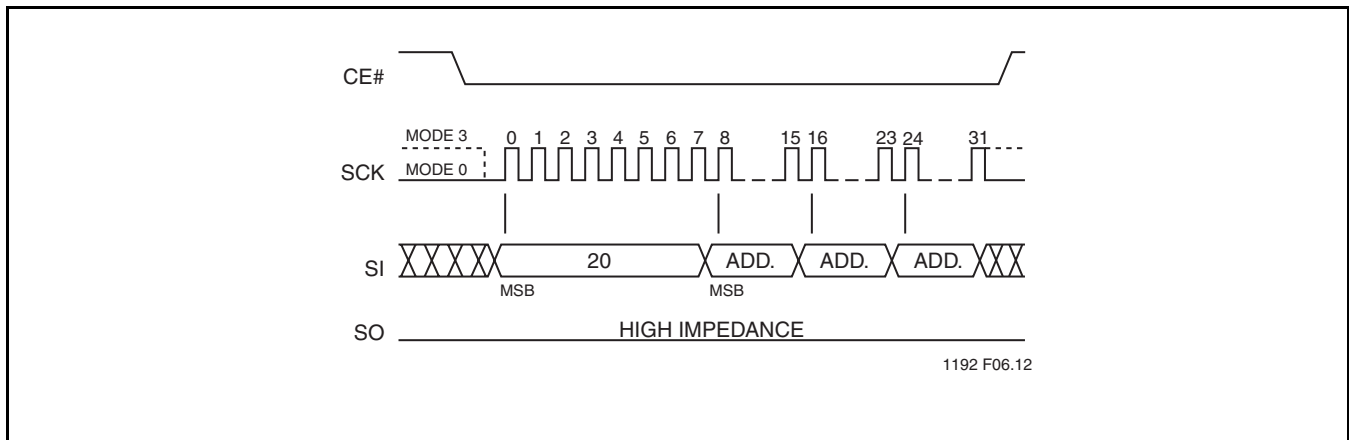 CE#
MODE 3
0 1 2 3 4 5 6 7 8 15 16 23 24 31
SCK
MODE 0
SI
20
ADD.
ADD.
ADD.
MSB
MSB
SO
HIGH IMPEDANCE
1192 F06.12